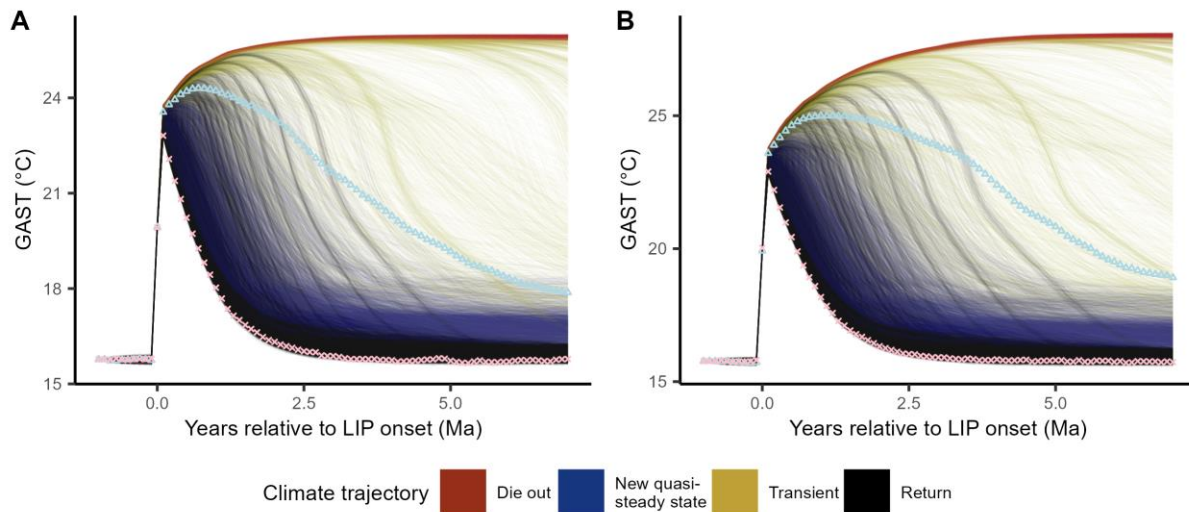 A
GAST (°C)
24
21
18
15
0.0
2.5
5.0
Years relative to LIP onset (Ma)
B
GAST (°C)
25
20
15
0.0
2.5
5.0
Years relative to LIP onset (Ma)
Climate trajectory
Die out
New quasi-
steady state
Transient
Return